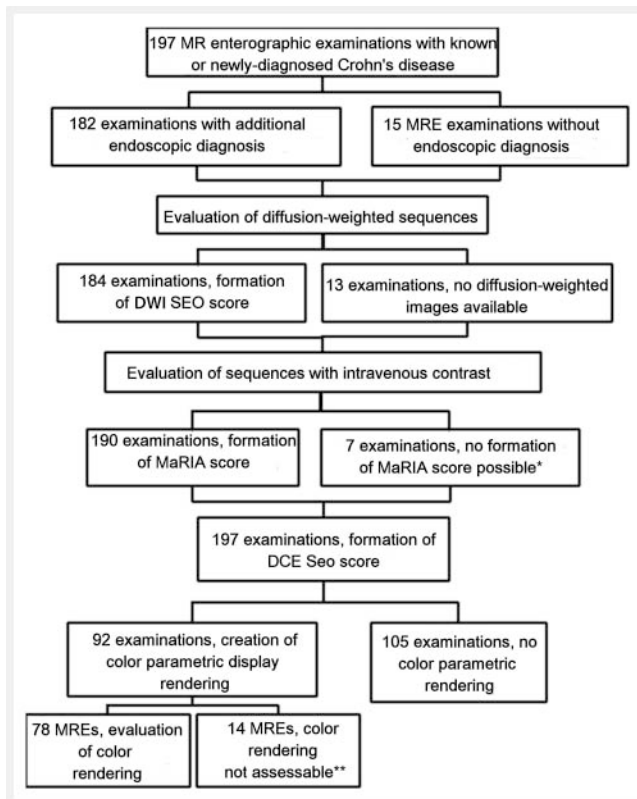 197 MR enterographic examinations with known
or newly-diagnosed Crohn's disease
182 examinations with additional
endoscopic diagnosis
15 MRE examinations without
endoscopic diagnosis
Evaluation of diffusion-weighted sequences
184 examinations, formation
of DWI SEO score
13 examinations, no diffusion-weighted
images available
Evaluation of sequences with intravenous contrast
190 examinations, formation
of MaRIA score
7 examinations, no formation
of MaRIA score possible*
197 examinations, formation of
DCE Seo score
92 examinations, creation of
color parametric display
rendering
105 examinations, no
color parametric
rendering
78 MREs, evaluation
of color
rendering
14 MREs, color
rendering
not assessable**